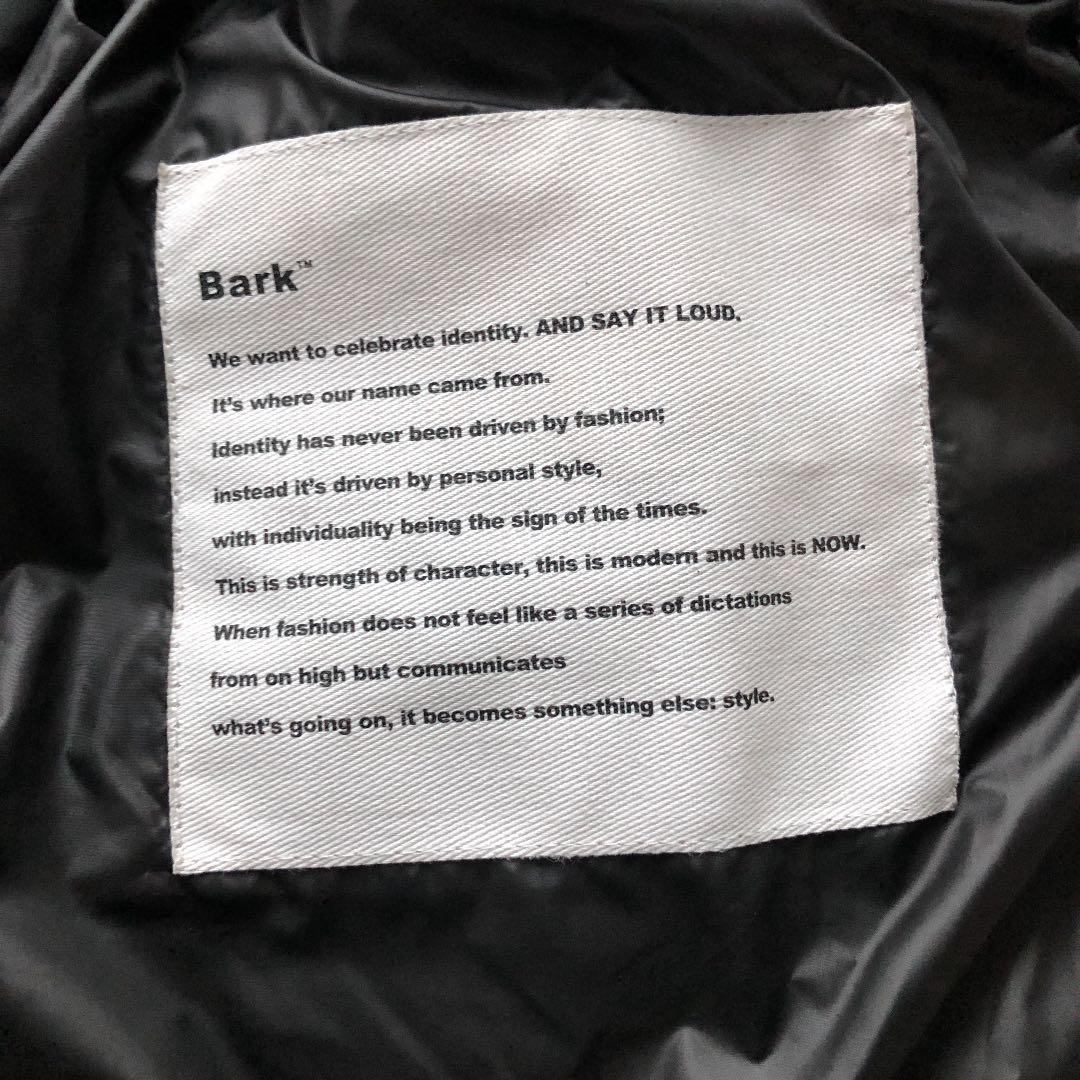 Bark™
We want to celebrate identity. AND SAY IT LOUD.
It's where our name came from.
Identity has never been driven by fashion;
instead it's driven by personal style,
with individuality being the sign of the times.
This is strength of character, this is modern and this is NOW.
When fashion does not feel like a series of dictations
from on high but communicates
what's going on, it becomes something else: style.